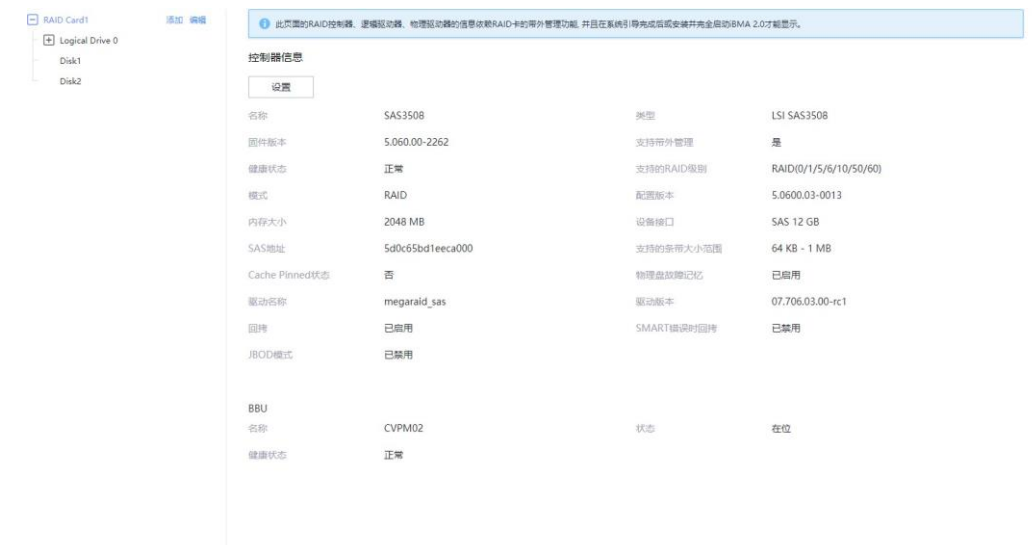 RAID Card1 添加 编辑
Logical Drive 0
Disk1
Disk2
此页面的RAID控制器、逻辑驱动器、物理驱动器的信息依赖RAID卡的带外管理功能, 并且在系统引导完成后或安装并完全启动iBMA 2.0才能显示。
控制器信息
设置
名称 SAS3508 类型 LSI SAS3508
固件版本 5.060.00-2262 支持带外管理 是
健康状态 正常 支持的RAID级别 RAID(0/1/5/6/10/50/60)
模式 RAID 配置版本 5.0600.03-0013
内存大小 2048 MB 设备接口 SAS 12 GB
SAS地址 5d0c65bd1eeca000 支持的条带大小范围 64 KB - 1 MB
Cache Pinned状态 否 物理盘故障记忆 已启用
驱动名称 megaraid_sas 驱动版本 07.706.03.00-rc1
回拷 已启用 SMART错误时回拷 已禁用
JBOD模式 已禁用
BBU
名称 CVPM02 状态 在位
健康状态 正常